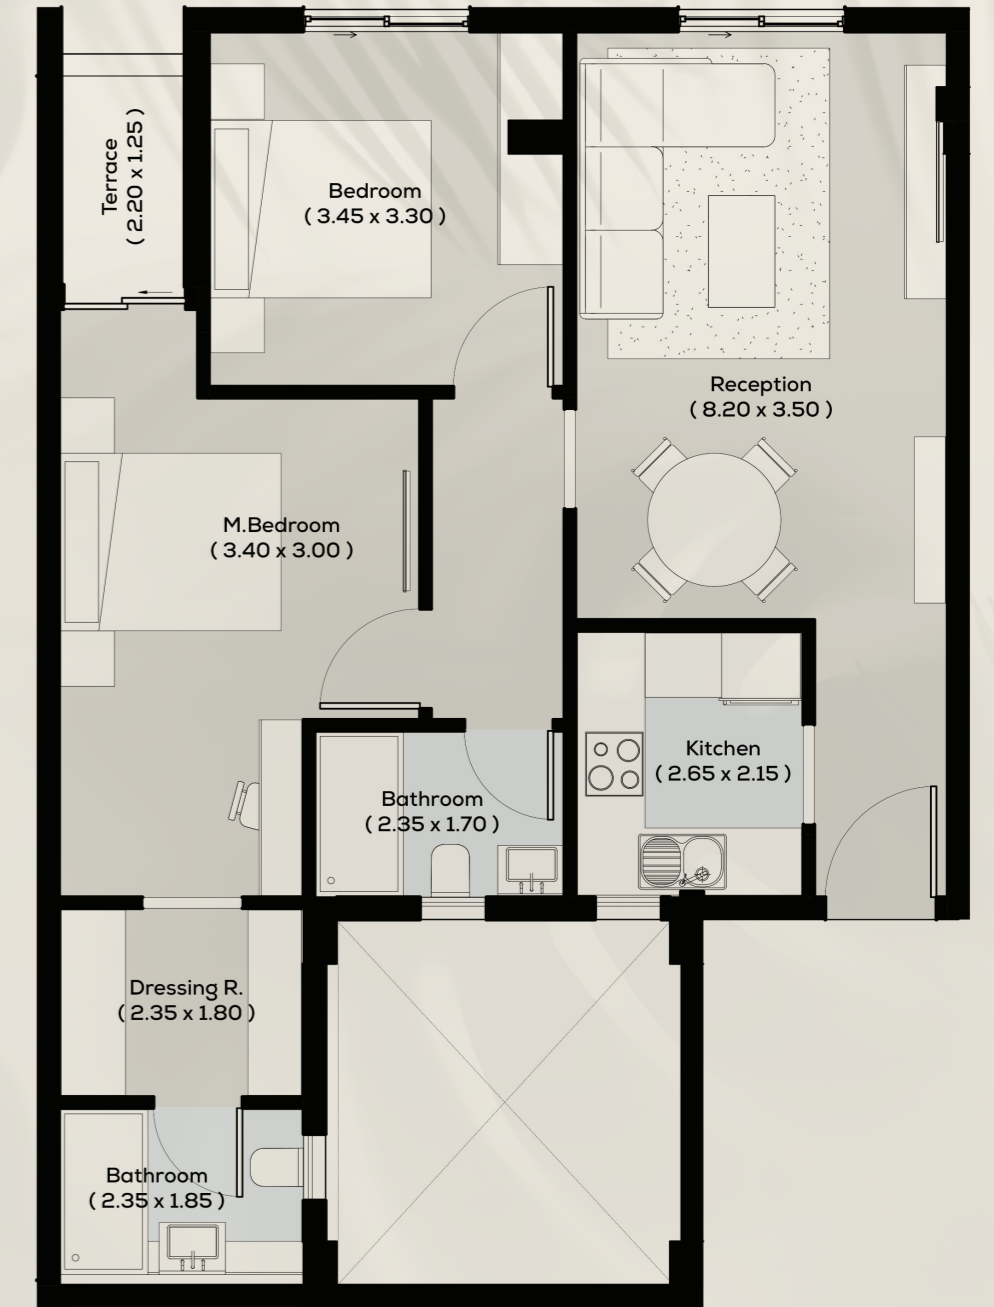 Terrace
( 2.20 x 1.25 )
Bedroom
( 3.45 x 3.30 )
Reception
( 8.20 x 3.50 )
M.Bedroom
( 3.40 x 3.00 )
Kitchen
( 2.65 x 2.15 )
Bathroom
( 2.35 x 1.70 )
Dressing R.
( 2.35 x 1.80 )
Bathroom
( 2.35 x 1.85 )